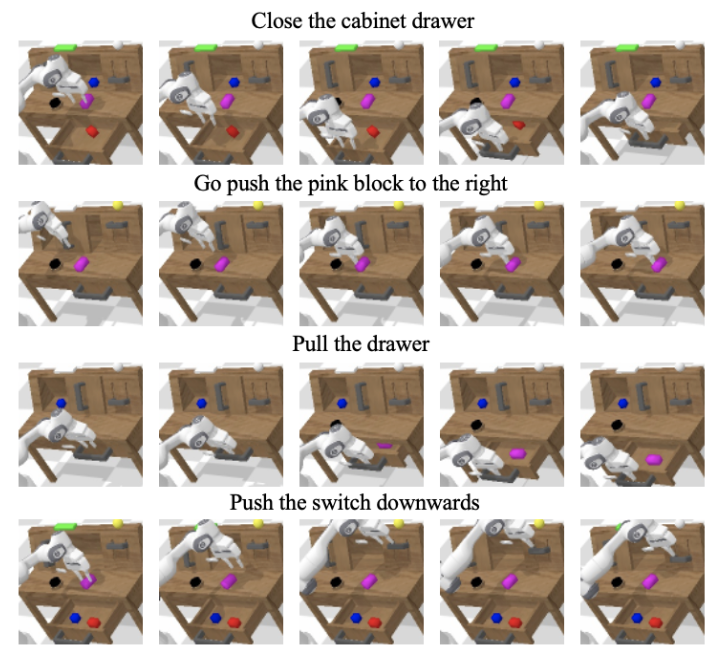 Close the cabinet drawer
Go push the pink block to the right
Pull the drawer
Push the switch downwards